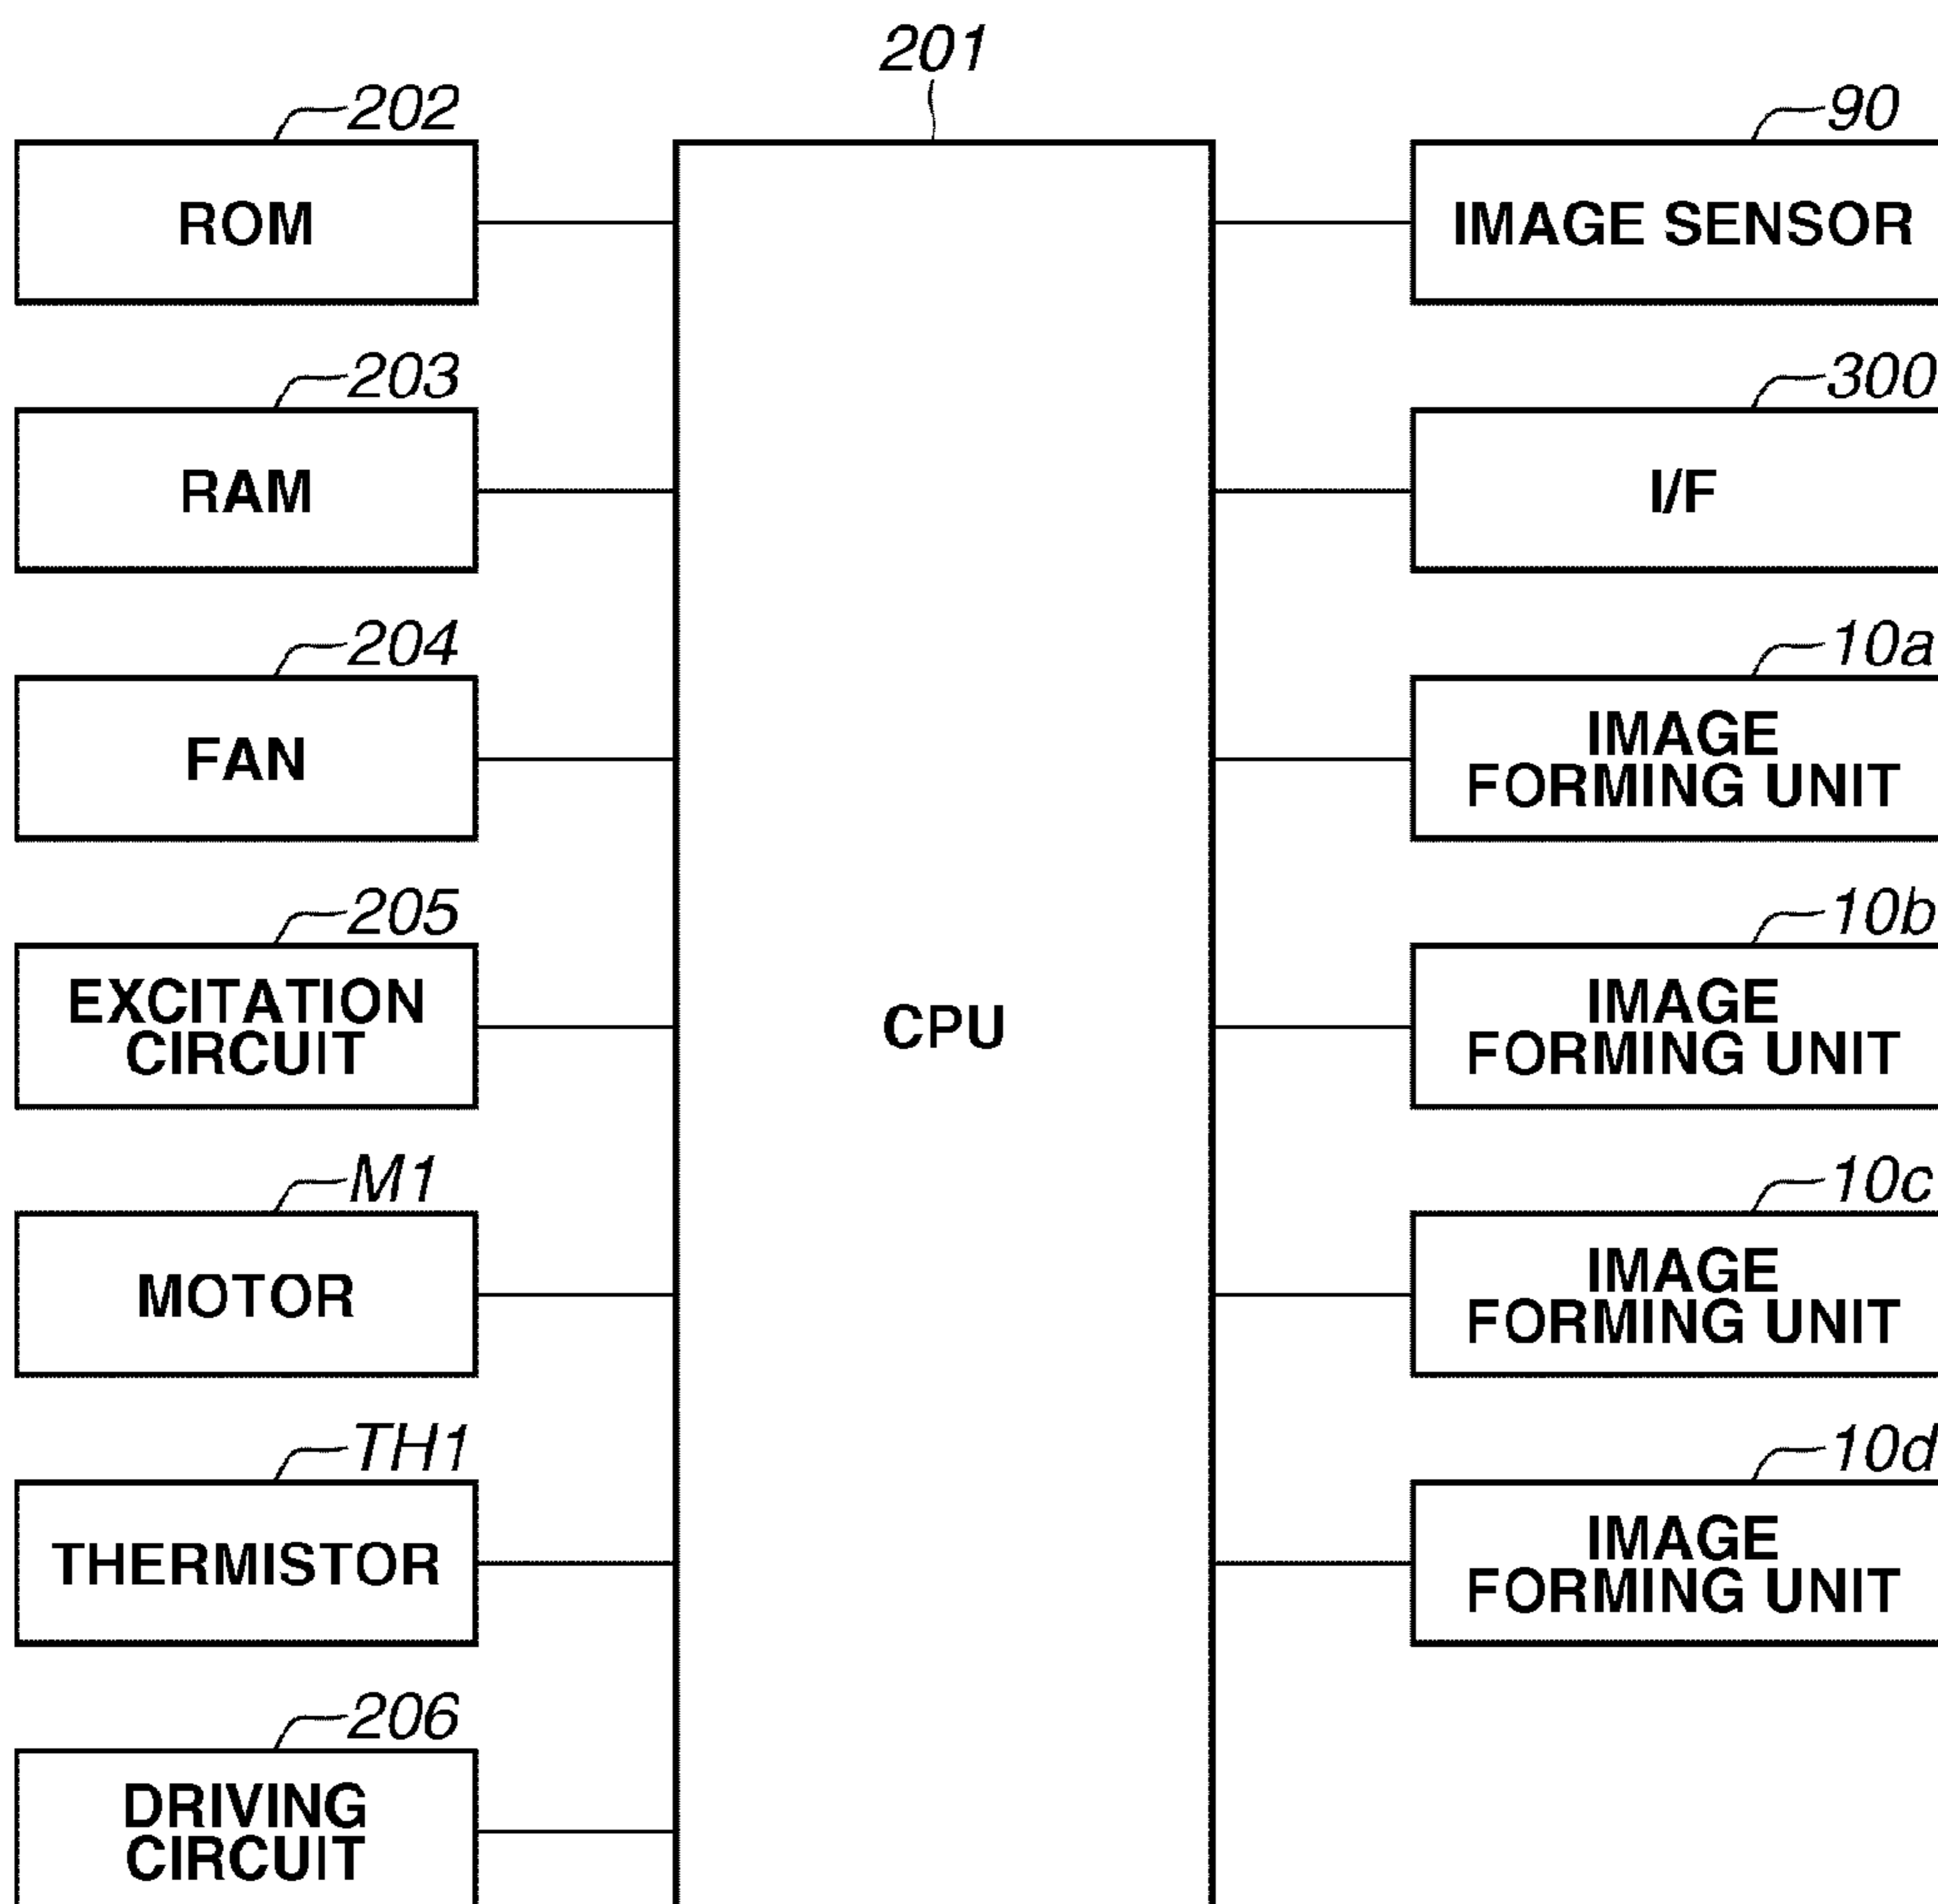 201
202
ROM
203
RAM
204
FAN
205
EXCITATION
CIRCUIT
M1
MOTOR
TH1
THERMISTOR
206
DRIVING
CIRCUIT
CPU
90
IMAGE SENSOR
300
I/F
10a
IMAGE
FORMING UNIT
10b
IMAGE
FORMING UNIT
10c
IMAGE
FORMING UNIT
10d
IMAGE
FORMING UNIT